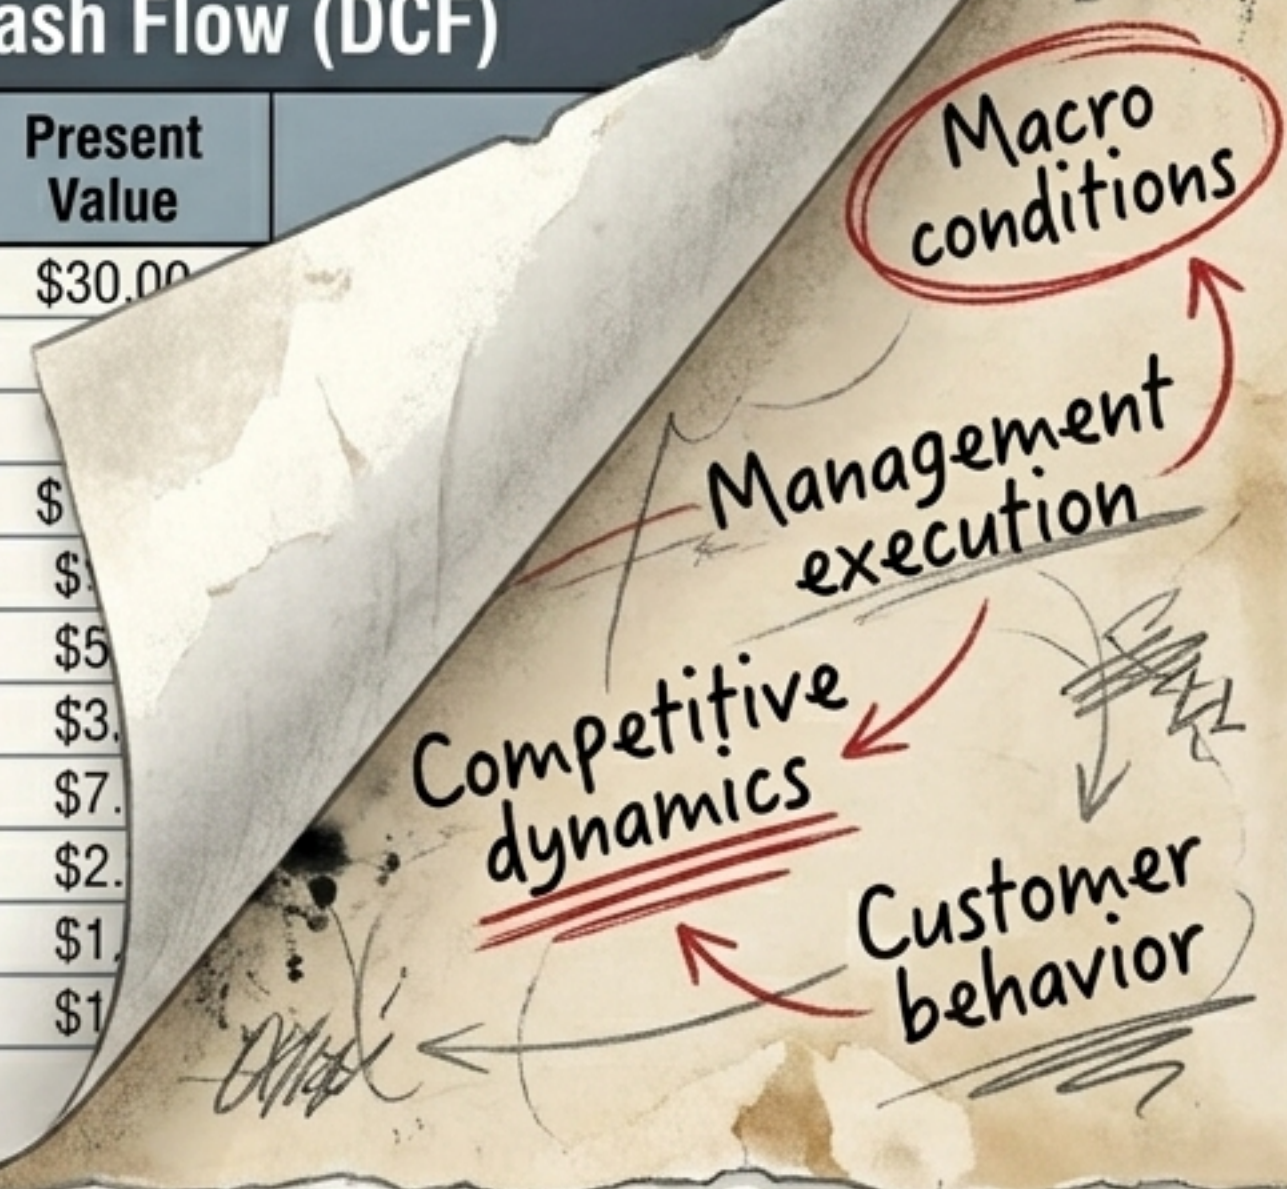 ash Flow (DCF)
Present
Value
$30.00
$
$
$5
$3.
$7.
$2.
$1
$1
Macro
conditions
Management
execution
Competitive
dynamics
Customer
behavior